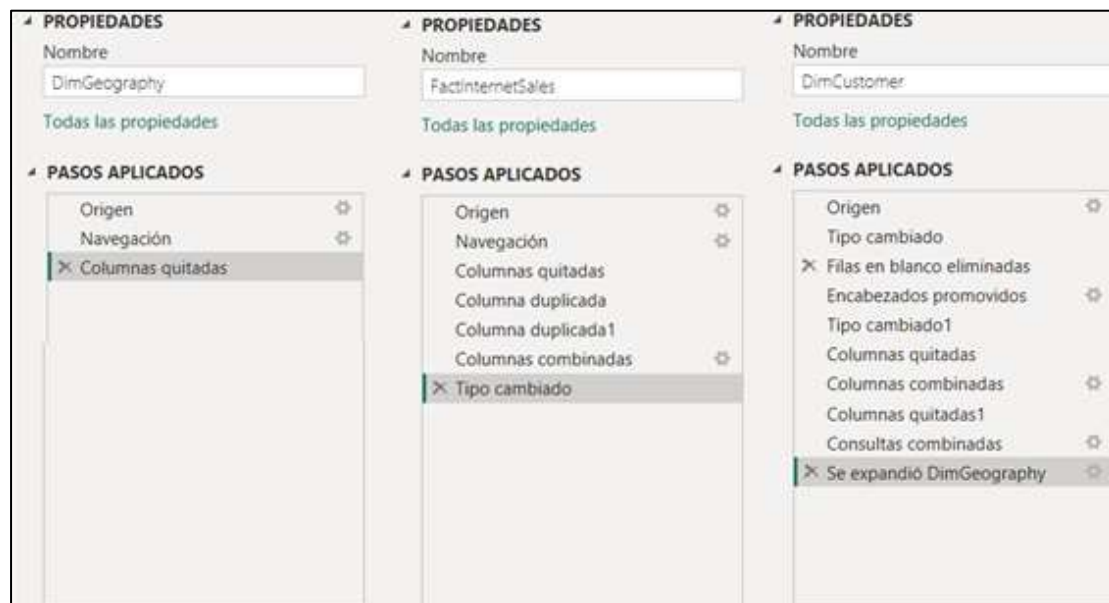 PROPIEDADES
Nombre
DimGeography
Todas las propiedades
PASOS APLICADOS
Origen
Navegación
Columnas quitadas
PROPIEDADES
Nombre
FactInternetSales
Todas las propiedades
PASOS APLICADOS
Origen
Navegación
Columnas quitadas
Columna duplicada
Columna duplicada1
Columnas combinadas
Tipo cambiado
PROPIEDADES
Nombre
DimCustomer
Todas las propiedades
PASOS APLICADOS
Origen
Tipo cambiado
Filas en blanco eliminadas
Encabezados promovidos
Tipo cambiado1
Columnas quitadas
Columnas combinadas
Columnas quitadas1
Consultas combinadas
Se expandió DimGeography